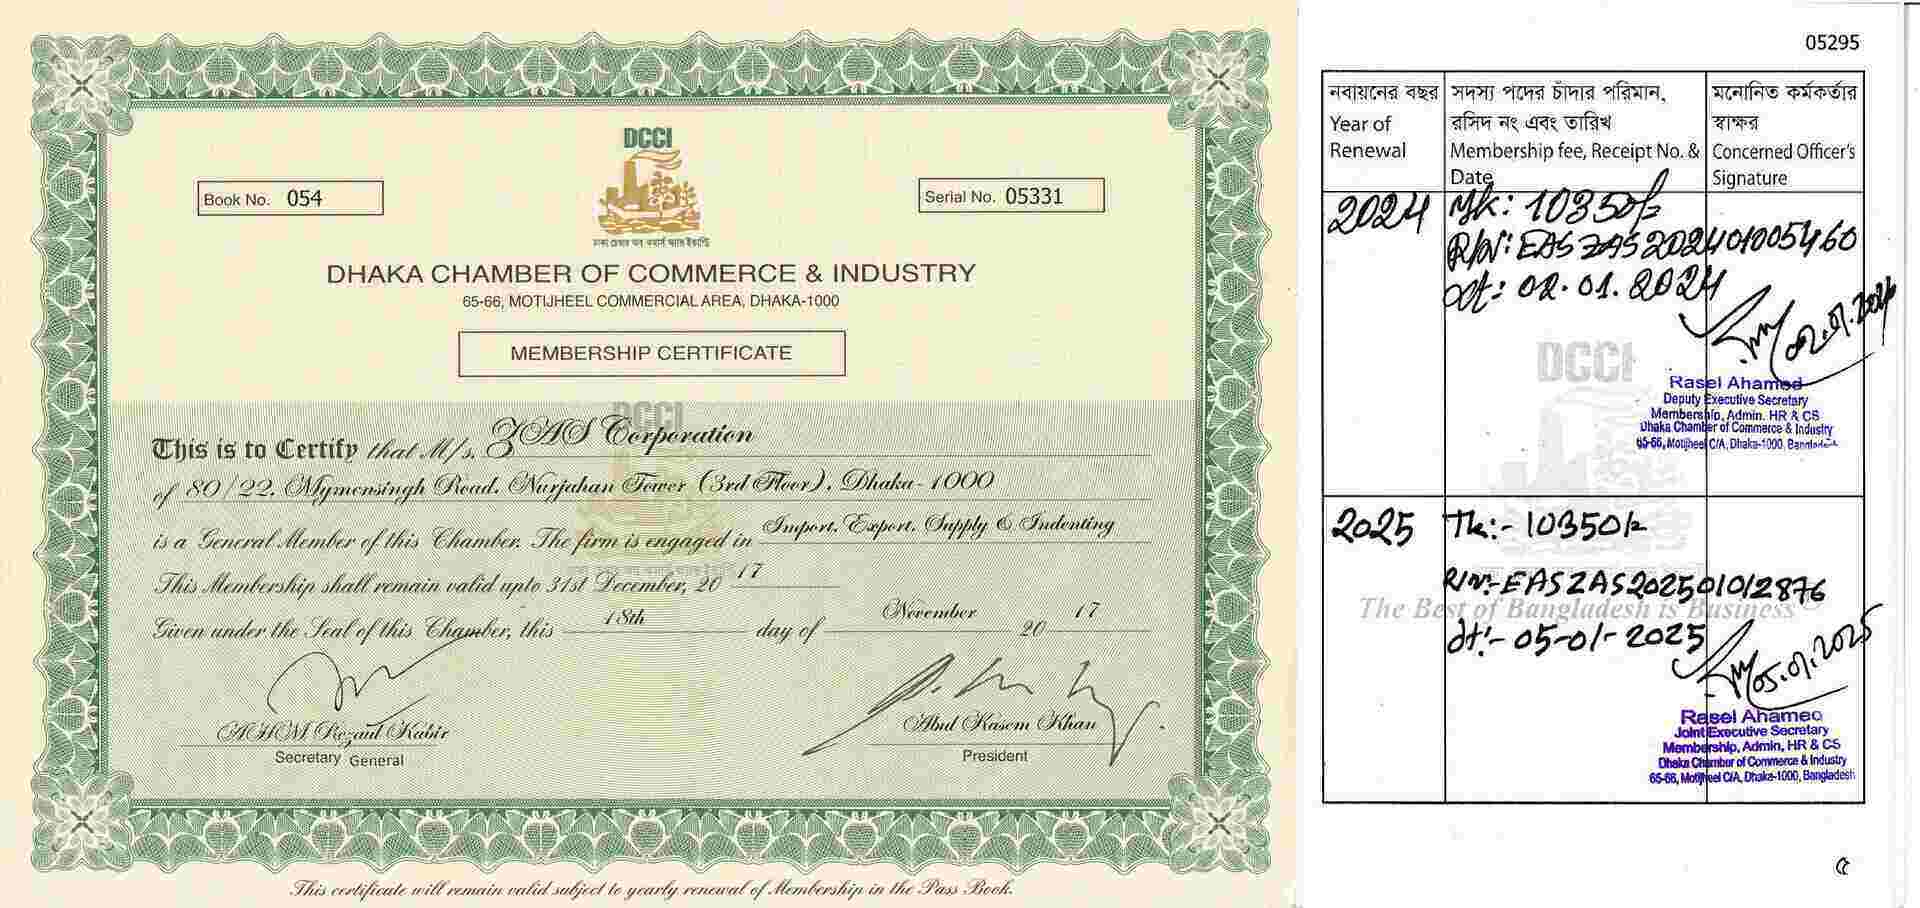 DCCI
Book No. 054
Serial No. 05331
ঢাকা চেম্বার অব কমার্স অ্যান্ড ইন্ডাস্ট্রি
DHAKA CHAMBER OF COMMERCE & INDUSTRY
65-66, MOTIJHEEL COMMERCIAL AREA, DHAKA-1000
MEMBERSHIP CERTIFICATE
DCCI
This is to Certify that M/s. ZAS Corporation
of 80/22, Mymensingh Road, Nurjahan Tower (3rd Floor), Dhaka-1000
is a General Member of this Chamber. The firm is engaged in Import, Export, Supply & Indenting
This Membership shall remain valid upto 31st December, 20 17
Given under the Seal of this Chamber, this 18th day of November 20 17
AHM Rezaul Kabir
Secretary General
Abul Kasem Khan
President
This certificate will remain valid subject to yearly renewal of Membership in the Pass Book.
05295
নবায়নের বছর
Year of
Renewal
সদস্য পদের চাঁদার পরিমান,
রসিদ নং এবং তারিখ
Membership fee, Receipt No. &
Date
মনোনিত কর্মকর্তার
স্বাক্ষর
Concerned Officer's
Signature
2024
Tk: 10350/-
R/N: EASZAS202401005460
dt: 02.01.2024
02.01.2024
DCCI
Rasel Ahamed
Deputy Executive Secretary
Membership, Admin. HR & CS
Dhaka Chamber of Commerce & Industry
65-66, Motijheel C/A, Dhaka-1000, Bangladesh
2025
Tk:- 10350/-
R/N:- EASZAS202501012876
The Best of Bangladesh is Business
dt:- 05-01-2025
05.01.2025
Rasel Ahamed
Joint Executive Secretary
Membership, Admin, HR & CS
Dhaka Chamber of Commerce & Industry
65-66, Motijheel C/A, Dhaka-1000, Bangladesh
৫